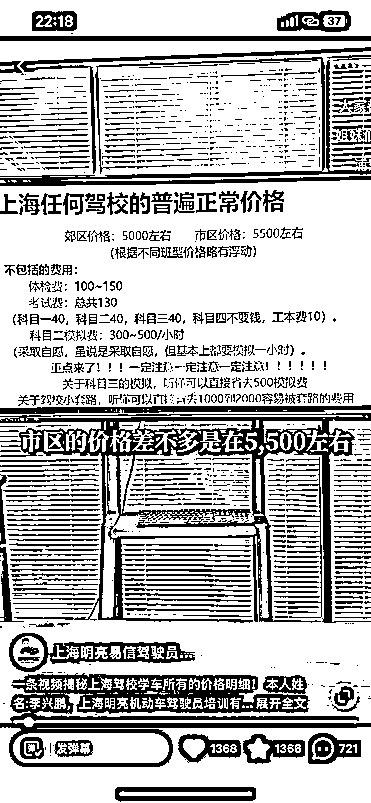 22:18
37
大家
姐妹们
上海任何驾校的普遍正常价格
郊区价格：5000左右 市区价格：5500左右
（根据不同班型价格略有浮动）
不包括的费用：
体检费：100~150
考试费：总共130
（科目一40，科目二40，科目三40，科目四不要钱，工本费10）。
科目二模拟费：300~500/小时
（采取自愿，虽说是采取自愿，但基本上都要模拟一小时）。
重点来了！！！一定注意一定注意一定注意！！！！！！
关于科目三的模拟，听你可以直接省去500模拟费
关于驾校小套路，听你可以直接省去1000到2000容易被套路的费用
市区的价格差不多是在5,500左右
上海明亮易信驾驶员...
一条视频揭秘上海驾校学车所有的价格明细！ 本人姓
名:李兴鹏，上海明亮机动车驾驶员培训有... 展开全文
发弹幕
1368
1368
721